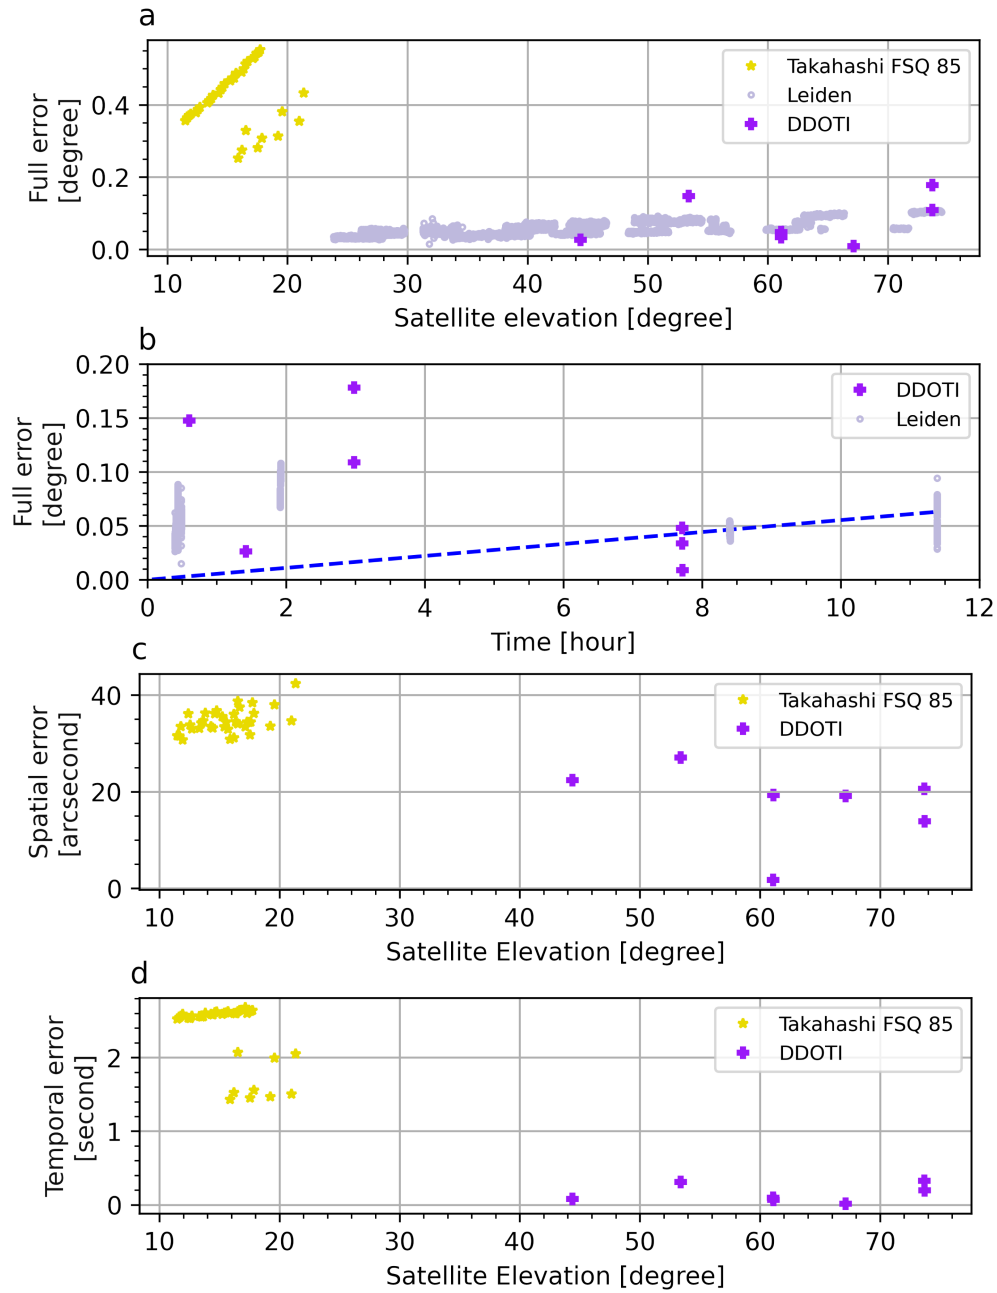 a
Full error
[degree]
0.4
0.2
0.0
Takahashi FSQ 85
Leiden
DDOTI
10 20 30 40 50 60 70
Satellite elevation [degree]
b
Full error
[degree]
0.20
0.15
0.10
0.05
0.00
DDOTI
Leiden
0 2 4 6 8 10 12
Time [hour]
c
Spatial error
[arcsecond]
40
20
0
Takahashi FSQ 85
DDOTI
10 20 30 40 50 60 70
Satellite Elevation [degree]
d
Temporal error
[second]
2
1
0
Takahashi FSQ 85
DDOTI
10 20 30 40 50 60 70
Satellite Elevation [degree]